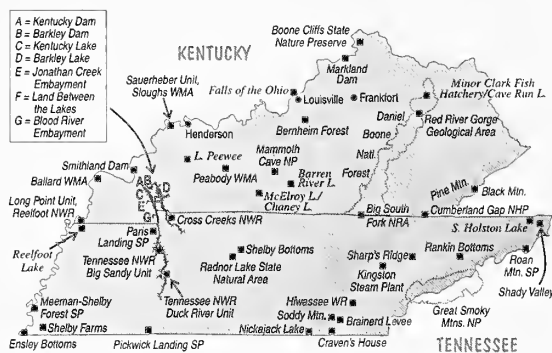 A = Kentucky Dam
B = Barkley Dam
C = Kentucky Lake
D = Barkley Lake
E = Jonathan Creek
Embayment
F = Land Between
the Lakes
G = Blood River
Embayment
KENTUCKY
Boone Cliffs State
Nature Preserve
Markland
Dam
Sauerheber Unit,
Sloughs WMA
Falls of the Ohio
Louisville
Frankfort
Minor Clark Fish
Hatchery/Cave Run L.
Henderson
Bernheim Forest
Daniel
Boone
Natl.
Forest
Red River Gorge
Geological Area
L. Peewee
Mammoth
Cave NP
Smithland Dam
Peabody WMA
Barren
River L.
Ballard WMA
A
B
C
D
E
F
G
McElroy L/
Chaney L.
Pine Mtn.
Black Mtn.
Long Point Unit,
Reelfoot NWR
Cross Creeks NWR
Big South
Fork NRA
Cumberland Gap NHP
S. Holston Lake
Reelfoot
Lake
Paris
Landing SP
Shelby Bottoms
Sharp's Ridge
Rankin Bottoms
Roan
Mtn. SP
Tennessee NWR
Big Sandy Unit
Radnor Lake State
Natural Area
Kingston
Steam Plant
Shady Valley
Meeman-Shelby
Forest SP
Tennessee NWR
Duck River Unit
Hiwessee WR
Great Smoky
Mtns. NP
Shelby Farms
Soddy Mtn.
Brainerd Levee
Ensley Bottoms
Pickwick Landing SP
Nickajack Lake
Craven's House
TENNESSEE